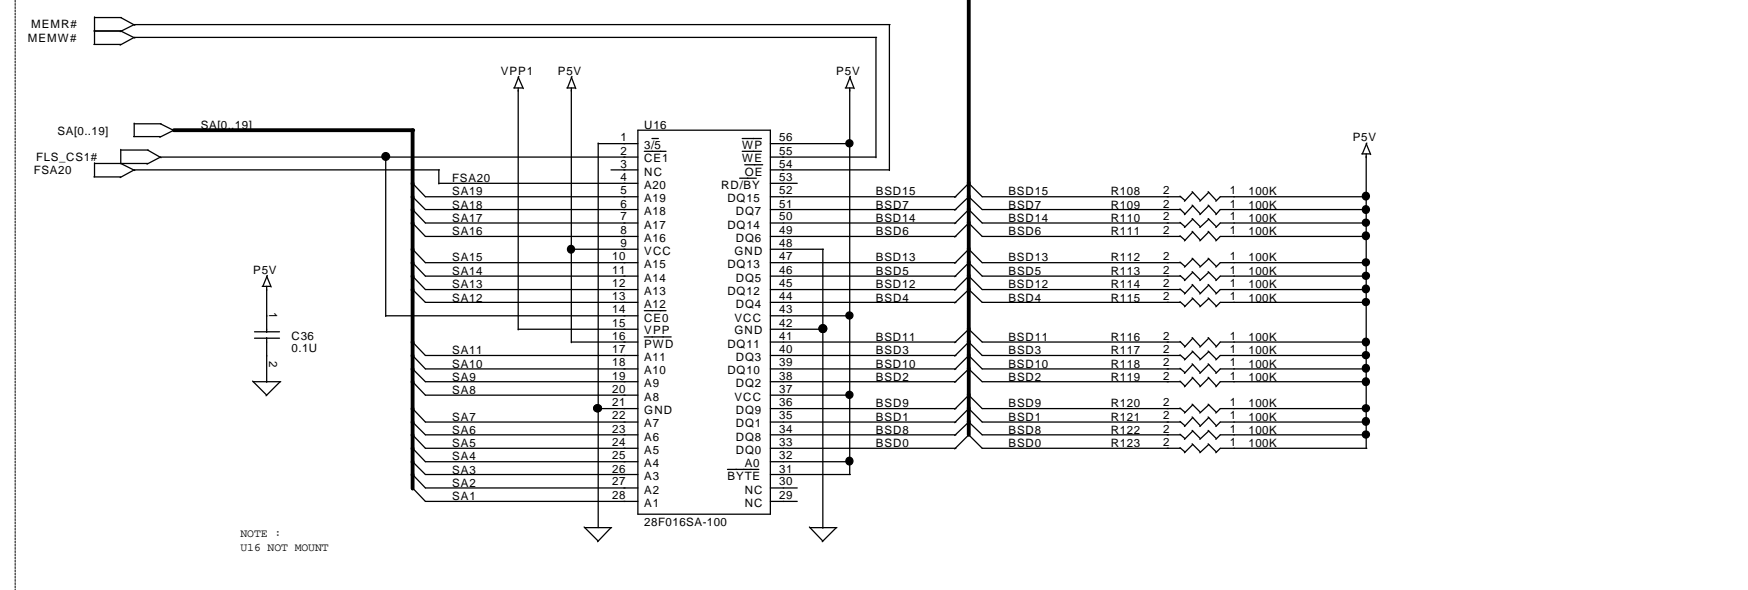 MEMR#
MEMW#
VPP1 P5V P5V
SA[0..19] SA[0..19] U16
FLS_CS1#
FSA20
P5V
1 3/5 WP 56
2 CE1 WE 55
3 NC OE 54
FSA20 4 A20 RD/BY 53
SA19 5 A19 DQ15 52 BSD15 BSD15 R108 2 1 100K
SA18 6 A18 DQ7 51 BSD7 BSD7 R109 2 1 100K
SA17 7 A17 DQ14 50 BSD14 BSD14 R110 2 1 100K
SA16 8 A16 DQ6 49 BSD6 BSD6 R111 2 1 100K
9 VCC GND 48
SA15 10 A15 DQ13 47 BSD13 BSD13 R112 2 1 100K
SA14 11 A14 DQ5 46 BSD5 BSD5 R113 2 1 100K
SA13 12 A13 DQ12 45 BSD12 BSD12 R114 2 1 100K
SA12 13 A12 DQ4 44 BSD4 BSD4 R115 2 1 100K
14 CE0 VCC 43
15 VPP GND 42
16 PWD DQ11 41 BSD11 BSD11 R116 2 1 100K
SA11 17 A11 DQ3 40 BSD3 BSD3 R117 2 1 100K
SA10 18 A10 DQ10 39 BSD10 BSD10 R118 2 1 100K
SA9 19 A9 DQ2 38 BSD2 BSD2 R119 2 1 100K
SA8 20 A8 VCC 37
21 GND DQ9 36 BSD9 BSD9 R120 2 1 100K
SA7 22 A7 DQ1 35 BSD1 BSD1 R121 2 1 100K
SA6 23 A6 DQ8 34 BSD8 BSD8 R122 2 1 100K
SA5 24 A5 DQ0 33 BSD0 BSD0 R123 2 1 100K
SA4 25 A4 A0 32
SA3 26 A3 BYTE 31
SA2 27 A2 NC 30
SA1 28 A1 NC 29
28F016SA-100
P5V
1
C36
0.1U
2
NOTE :
U16 NOT MOUNT